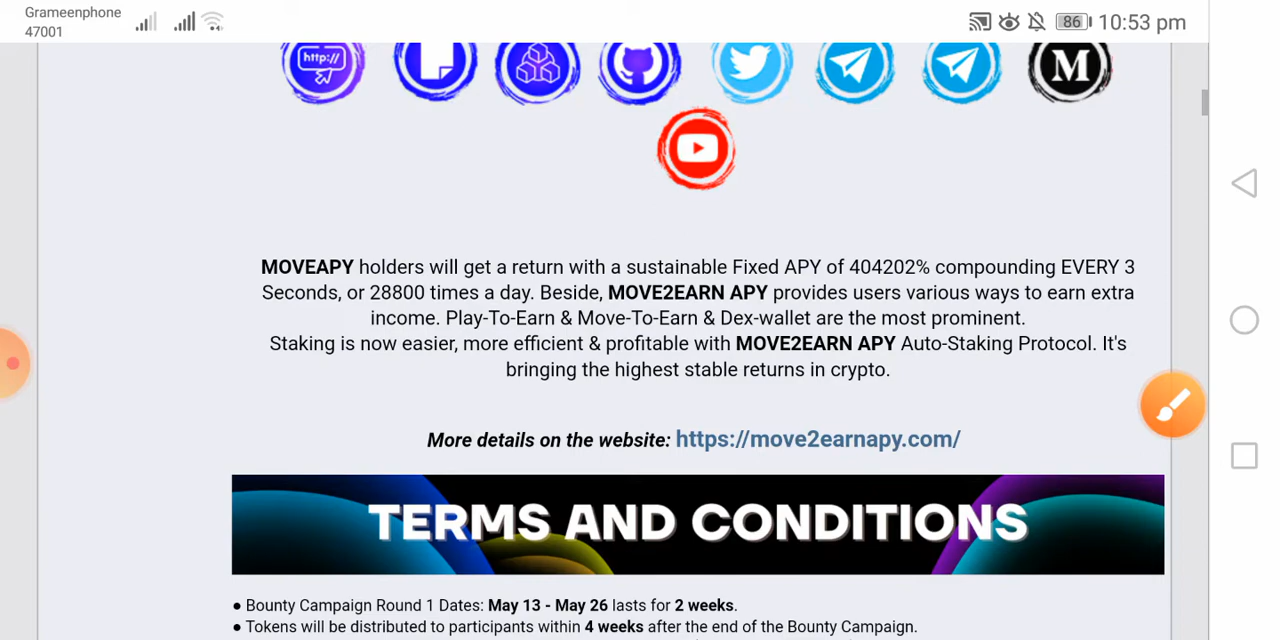 Grameenphone
47001
86 10:53 pm
http://
M
MOVEAPY holders will get a return with a sustainable Fixed APY of 404202% compounding EVERY 3
Seconds, or 28800 times a day. Beside, MOVE2EARN APY provides users various ways to earn extra
income. Play-To-Earn & Move-To-Earn & Dex-wallet are the most prominent.
Staking is now easier, more efficient & profitable with MOVE2EARN APY Auto-Staking Protocol. It's
bringing the highest stable returns in crypto.
More details on the website: https://move2earnapy.com/
TERMS AND CONDITIONS
● Bounty Campaign Round 1 Dates: May 13 - May 26 lasts for 2 weeks.
● Tokens will be distributed to participants within 4 weeks after the end of the Bounty Campaign.